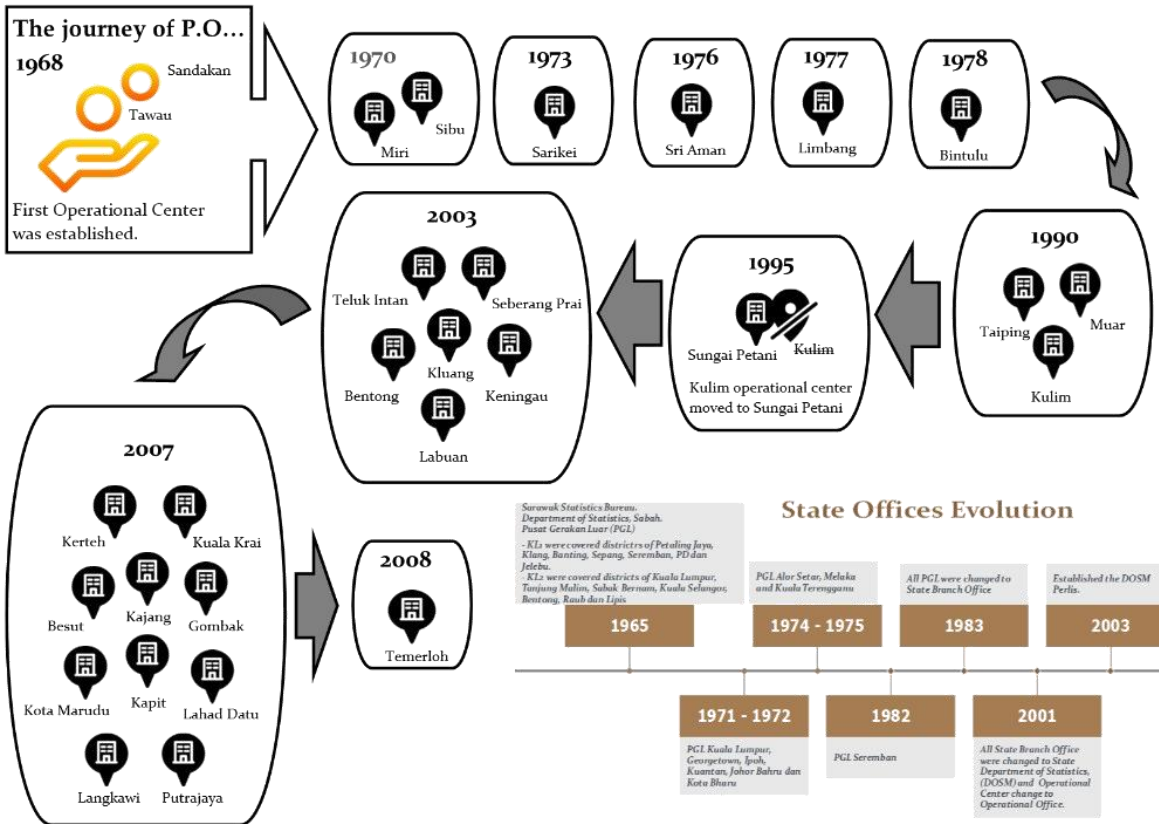 The journey of P.O...
1968
Sandakan
Tawau
First Operational Center
was established.
1970
Sibu
Miri
1973
Sarikei
1976
Sri Aman
1977
Limbang
1978
Bintulu
1990
Taiping
Muar
Kulim
1995
Sungai Petani
Kulim
Kulim operational center
moved to Sungai Petani
2003
Teluk Intan
Seberang Prai
Bentong
Kluang
Keningau
Labuan
2007
Kerteh
Kuala Krai
Besut
Kajang
Gombak
Kota Marudu
Kapit
Lahad Datu
Langkawi
Putrajaya
2008
Temerloh
State Offices Evolution
Sarawak Statistics Bureau.
Department of Statistics, Sabah.
Pusat Gerakan Luar (PGL)
- KL1 were covered districtrs of Petaling Jaya,
Klang, Banting, Sepang, Seremban, PD dan
Jelebu.
- KL2 were covered districts of Kuala Lumpur,
Tanjung Malim, Sabak Bernam, Kuala Selangor,
Bentong, Raub dan Lipis
1965
PGL Alor Setar, Melaka
and Kuala Terengganu
1974 - 1975
All PGL were changed to
State Branch Office
1983
Established the DOSM
Perlis.
2003
1971 - 1972
PGL Kuala Lumpur,
Georgetown, Ipoh,
Kuantan, Johor Bahru dan
Kota Bharu
1982
PGL Seremban
2001
All State Branch Office
were changed to State
Department of Statistics,
(DOSM) and Operational
Center change to
Operational Office.